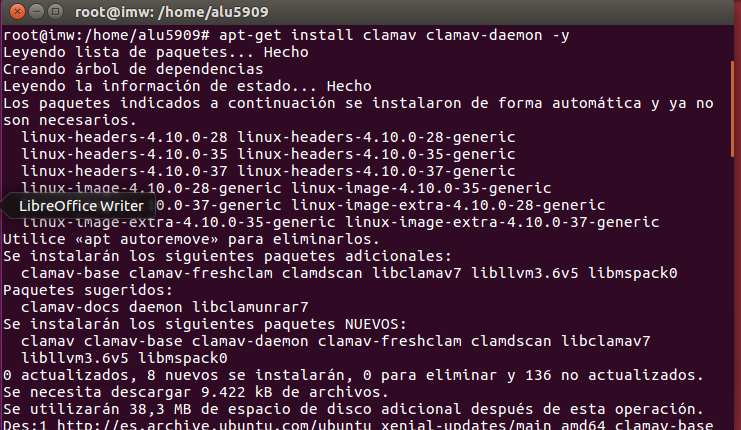 root@imw: /home/alu5909
root@imw:/home/alu5909# apt-get install clamav clamav-daemon -y
Leyendo lista de paquetes... Hecho
Creando árbol de dependencias
Leyendo la información de estado... Hecho
Los paquetes indicados a continuación se instalaron de forma automática y ya no
son necesarios.
linux-headers-4.10.0-28 linux-headers-4.10.0-28-generic
linux-headers-4.10.0-35 linux-headers-4.10.0-35-generic
linux-headers-4.10.0-37 linux-headers-4.10.0-37-generic
linux-image-4.10.0-28-generic linux-image-4.10.0-35-generic
LibreOffice Writer
0.0-37-generic linux-image-extra-4.10.0-28-generic
linux-image-extra-4.10.0-35-generic linux-image-extra-4.10.0-37-generic
Utilice «apt autoremove» para eliminarlos.
Se instalarán los siguientes paquetes adicionales:
clamav-base clamav-freshclam clamdscan libclamav7 libllvm3.6v5 libmspack0
Paquetes sugeridos:
clamav-docs daemon libclamunrar7
Se instalarán los siguientes paquetes NUEVOS:
clamav clamav-base clamav-daemon clamav-freshclam clamdscan libclamav7
libllvm3.6v5 libmspack0
0 actualizados, 8 nuevos se instalarán, 0 para eliminar y 136 no actualizados.
Se necesita descargar 9.422 kB de archivos.
Se utilizarán 38,3 MB de espacio de disco adicional después de esta operación.
Des:1 http://es.archive.ubuntu.com/ubuntu xenial-updates/main amd64 clamav-base